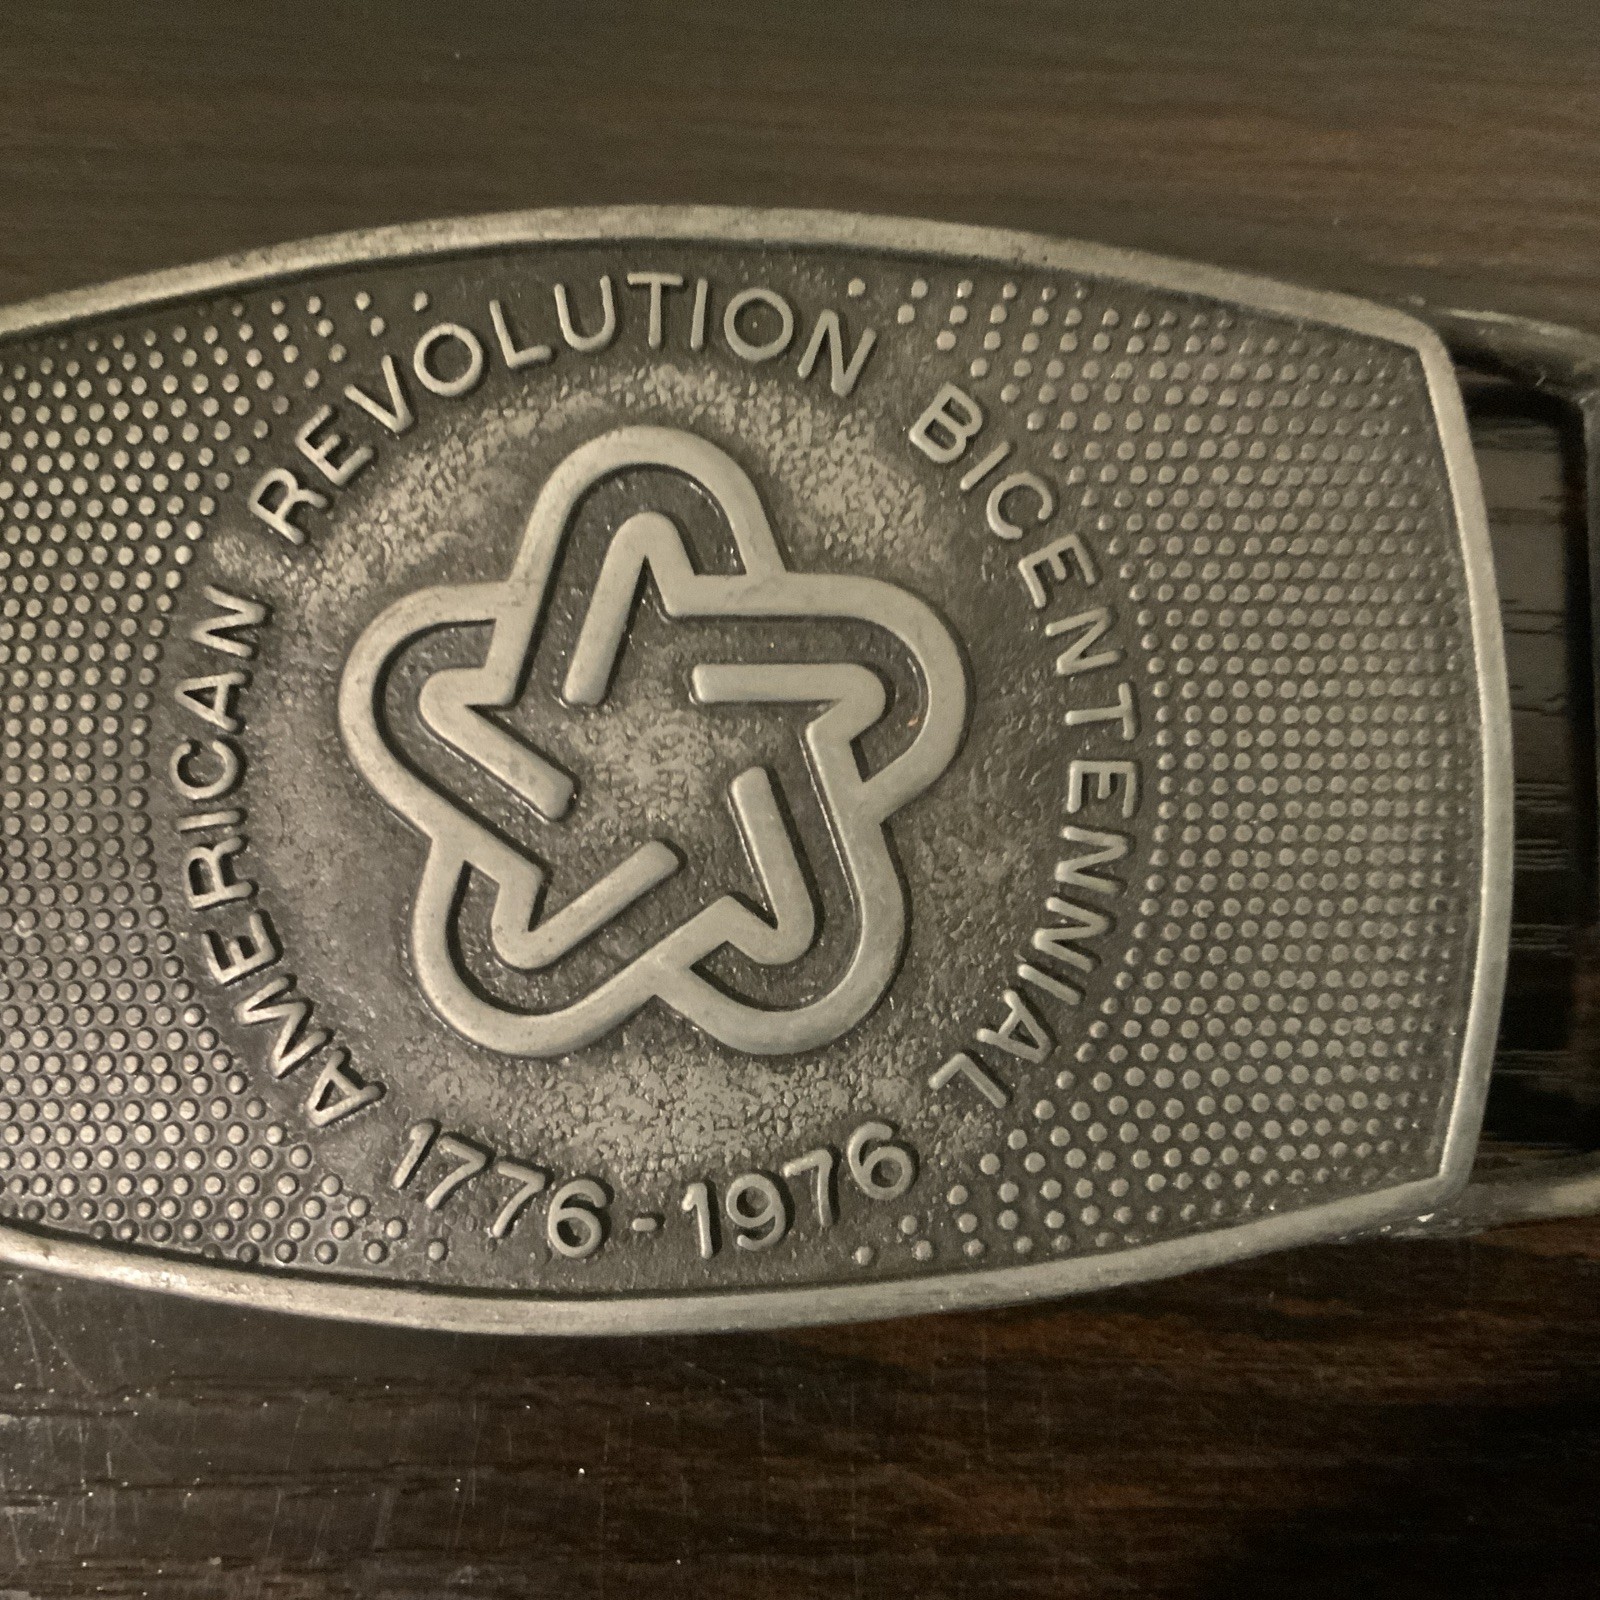 AMERICAN REVOLUTION BICENTENNIAL
1776-1976